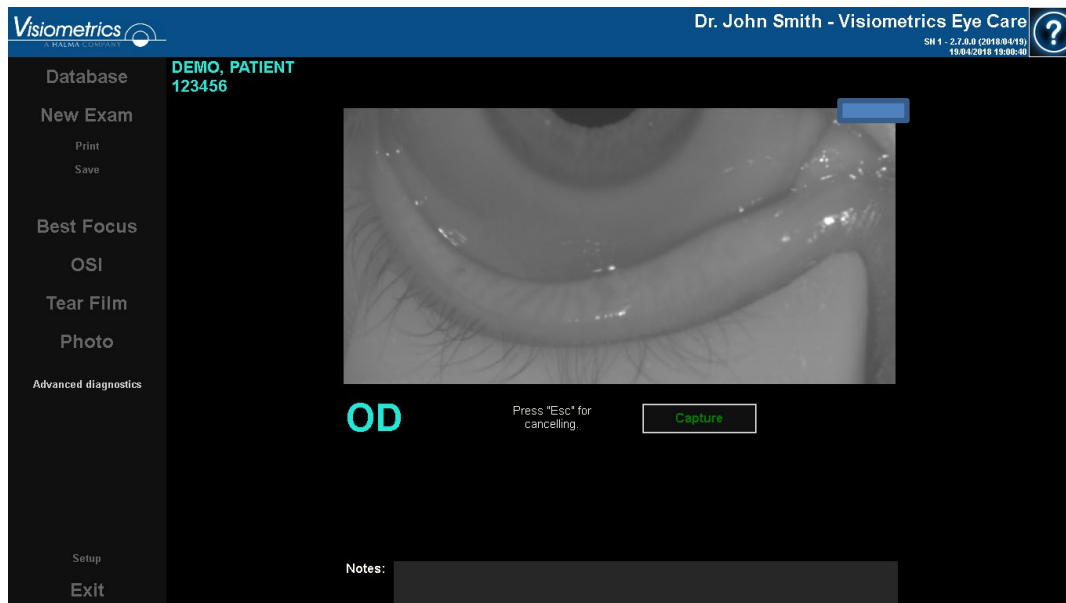 Visiometrics
A HALMA COMPANY
Dr. John Smith - Visiometrics Eye Care
SN 1 - 2.7.0.0 (2018/04/19)
19/04/2018 19:00:40
?
Database
DEMO, PATIENT
123456
New Exam
Print
Save
Best Focus
OSI
Tear Film
Photo
Advanced diagnostics
OD
Press "Esc" for
cancelling.
Capture
Setup
Notes:
Exit